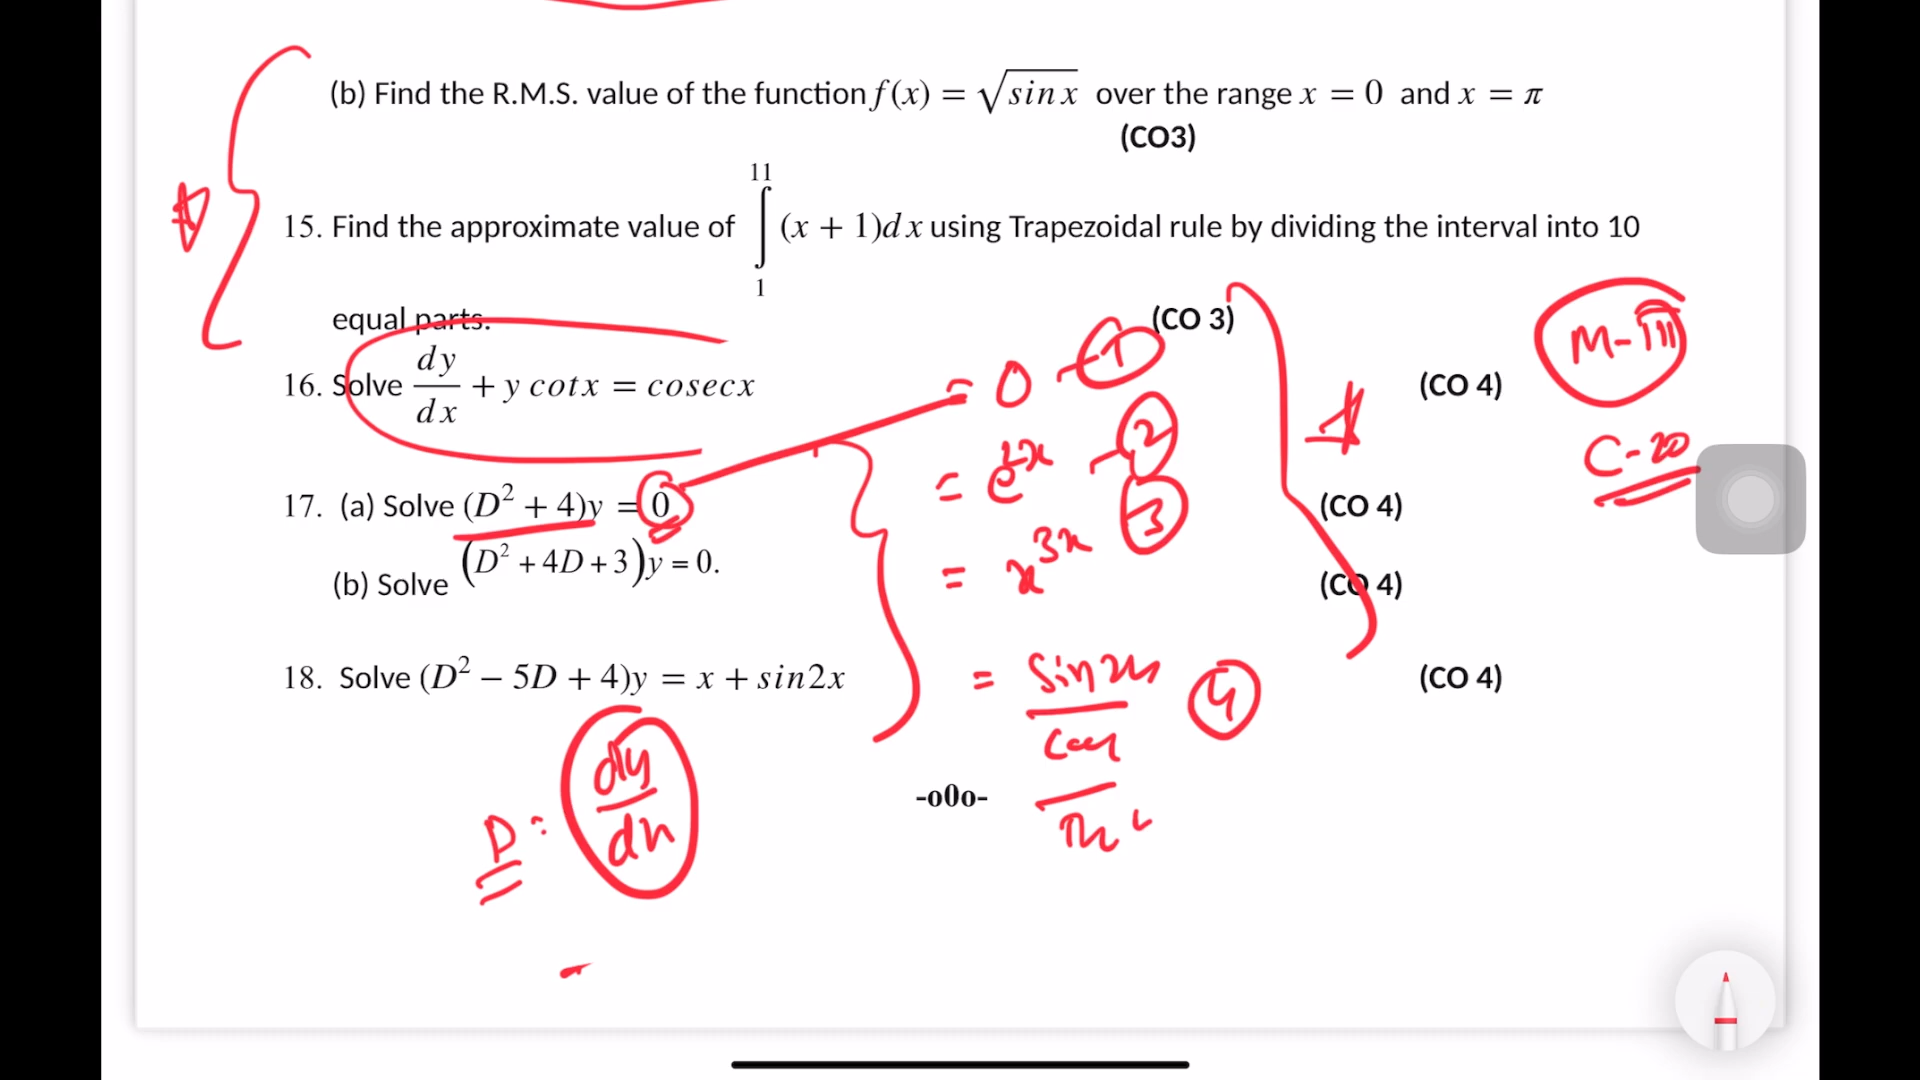 (b) Find the R.M.S. value of the function f(x) = √sin x over the range x = 0 and x = π
(CO3)
15. Find the approximate value of ∫₁¹¹ (x + 1)dx using Trapezoidal rule by dividing the interval into 10
equal parts. (CO 3)
M-III
16. Solve dy/dx + y cotx = cosecx (CO 4)
= 0 - 1
C-20
= e^2x - 2
17. (a) Solve (D² + 4)y = 0 (CO 4)
3
= x^3x
(b) Solve (D² + 4D + 3)y = 0. (CO 4)
18. Solve (D² − 5D + 4)y = x + sin2x (CO 4)
= Sin 2x 4
D = dy/dx
-o0o-